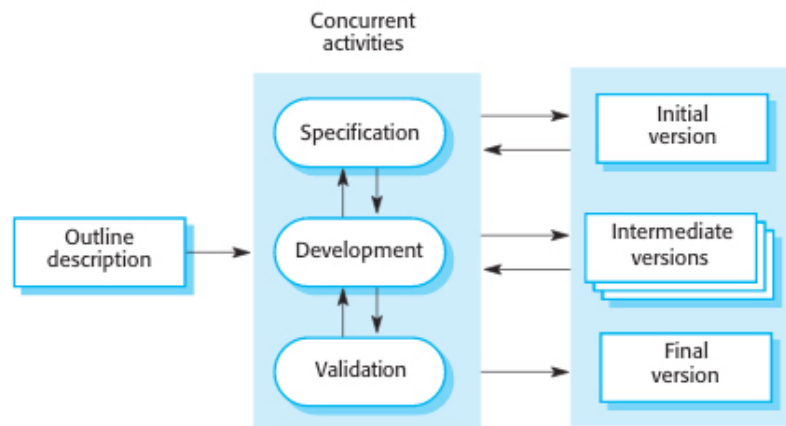 Concurrent
activities
Specification
Initial
version
Outline
description
Development
Intermediate
versions
Validation
Final
version